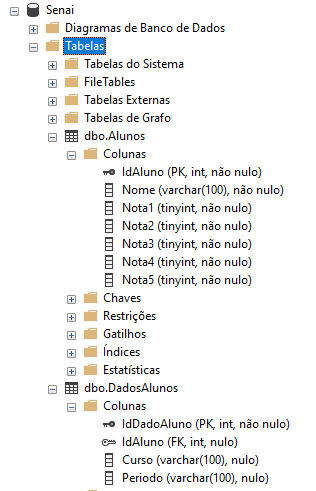 Senai
Diagramas de Banco de Dados
Tabelas
Tabelas do Sistema
FileTables
Tabelas Externas
Tabelas de Grafo
dbo.Alunos
Colunas
IdAluno (PK, int, não nulo)
Nome (varchar(100), não nulo)
Nota1 (tinyint, não nulo)
Nota2 (tinyint, não nulo)
Nota3 (tinyint, não nulo)
Nota4 (tinyint, não nulo)
Nota5 (tinyint, não nulo)
Chaves
Restrições
Gatilhos
Índices
Estatísticas
dbo.DadosAlunos
Colunas
IdDadoAluno (PK, int, não nulo)
IdAluno (FK, int, nulo)
Curso (varchar(100), nulo)
Periodo (varchar(100), nulo)